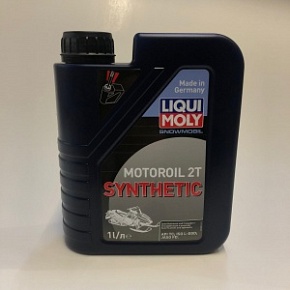 Made in
Germany
LIQUI
MOLY
SNOWMOBIL
MOTOROIL 2T
SYNTHETIC
1l/л